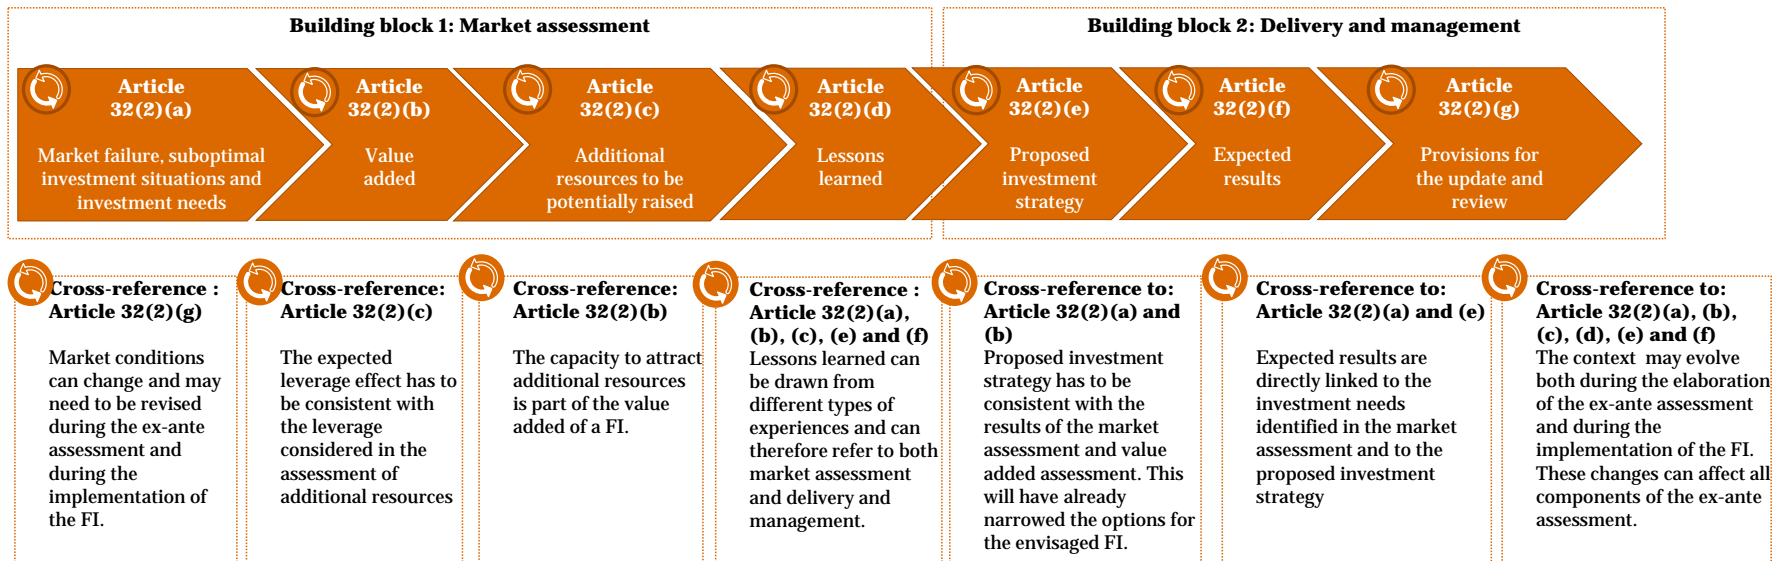 Building block 1: Market assessment
Building block 2: Delivery and management
Article
32(2)(a)
Market failure, suboptimal
investment situations and
investment needs
Article
32(2)(b)
Value
added
Article
32(2)(c)
Additional
resources to be
potentially raised
Article
32(2)(d)
Lessons
learned
Article
32(2)(e)
Proposed
investment
strategy
Article
32(2)(f)
Expected
results
Article
32(2)(g)
Provisions for
the update and
review
Cross-reference :
Article 32(2)(g)
Market conditions
can change and may
need to be revised
during the ex-ante
assessment and
during the
implementation of
the FI.
Cross-reference:
Article 32(2)(c)
The expected
leverage effect has to
be consistent with
the leverage
considered in the
assessment of
additional resources
Cross-reference:
Article 32(2)(b)
The capacity to attract
additional resources
is part of the value
added of a FI.
Cross-reference :
Article 32(2)(a),
(b), (c), (e) and (f)
Lessons learned can
be drawn from
different types of
experiences and can
therefore refer to both
market assessment
and delivery and
management.
Cross-reference to:
Article 32(2)(a) and
(b)
Proposed investment
strategy has to be
consistent with the
results of the market
assessment and value
added assessment. This
will have already
narrowed the options for
the envisaged FI.
Cross-reference to:
Article 32(2)(a) and (e)
Expected results are
directly linked to the
investment needs
identified in the market
assessment and to the
proposed investment
strategy
Cross-reference to:
Article 32(2)(a), (b),
(c), (d), (e) and (f)
The context  may evolve
both during the elaboration
of the ex-ante assessment
and during the
implementation of the FI.
These changes can affect all
components of the ex-ante
assessment.